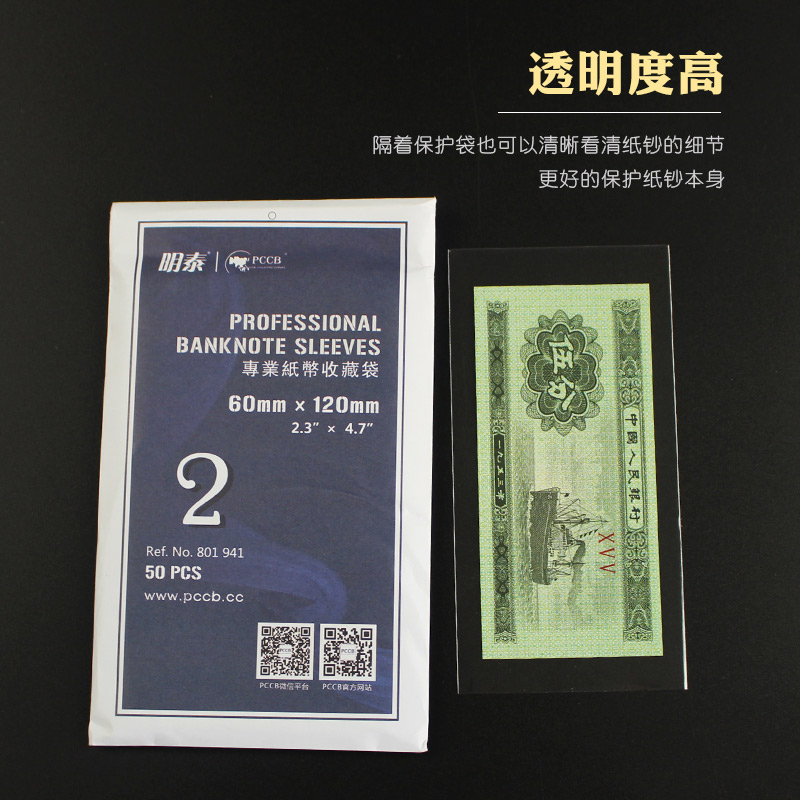 透明度高
隔着保护袋也可以清晰看清纸钞的细节
更好的保护纸钞本身
明泰® | PCCB®
PROFESSIONAL
BANKNOTE SLEEVES
專業紙幣收藏袋
60mm × 120mm
2.3" × 4.7"
2
Ref. No. 801 941
50 PCS
www.pccb.cc
PCCB
PCCB
PCCB微信平台
PCCB官方网站
伍分
中國人民銀行
一九五三年
XVV